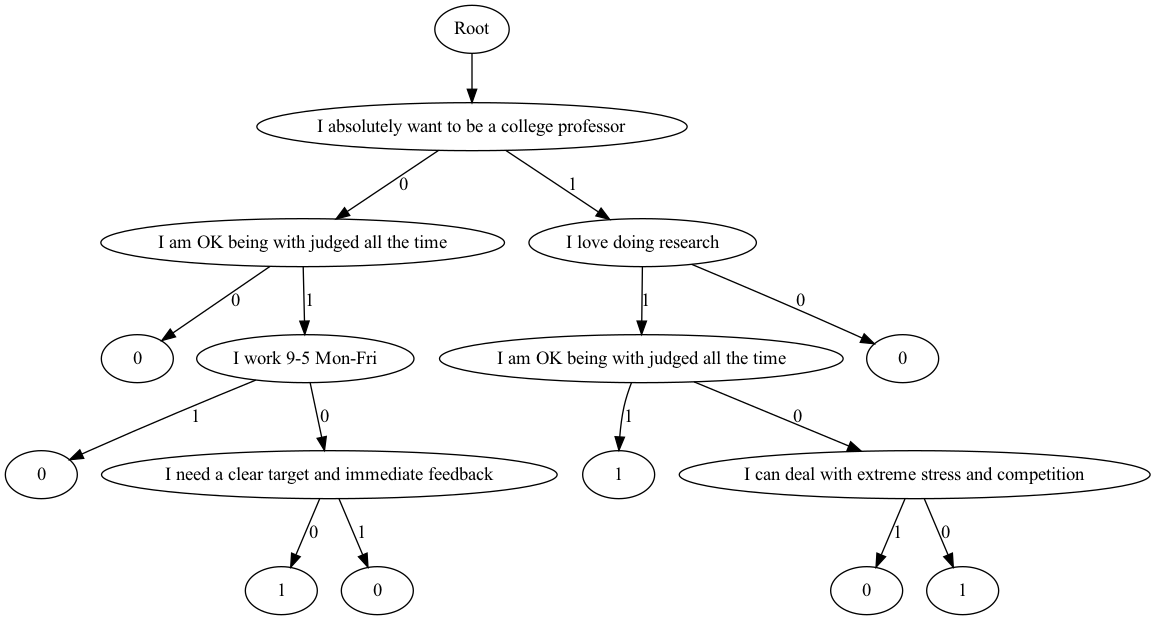 Root
I absolutely want to be a college professor
0
1
I am OK being with judged all the time
I love doing research
0
1
1
0
0
I work 9-5 Mon-Fri
I am OK being with judged all the time
0
1
0
1
0
0
I need a clear target and immediate feedback
1
I can deal with extreme stress and competition
0
1
1
0
1
0
0
1